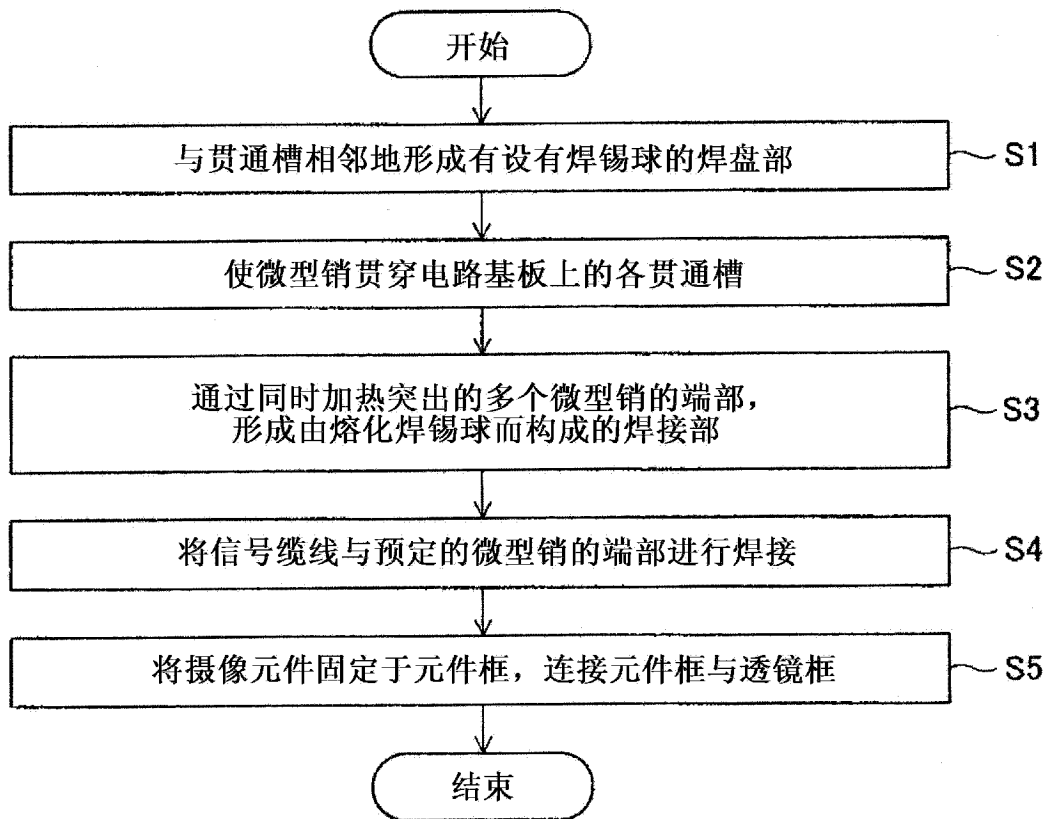 开始
与贯通槽相邻地形成有设有焊锡球的焊盘部
S1
使微型销贯穿电路基板上的各贯通槽
S2
通过同时加热突出的多个微型销的端部，
形成由熔化焊锡球而构成的焊接部
S3
将信号缆线与预定的微型销的端部进行焊接
S4
将摄像元件固定于元件框，连接元件框与透镜框
S5
结束